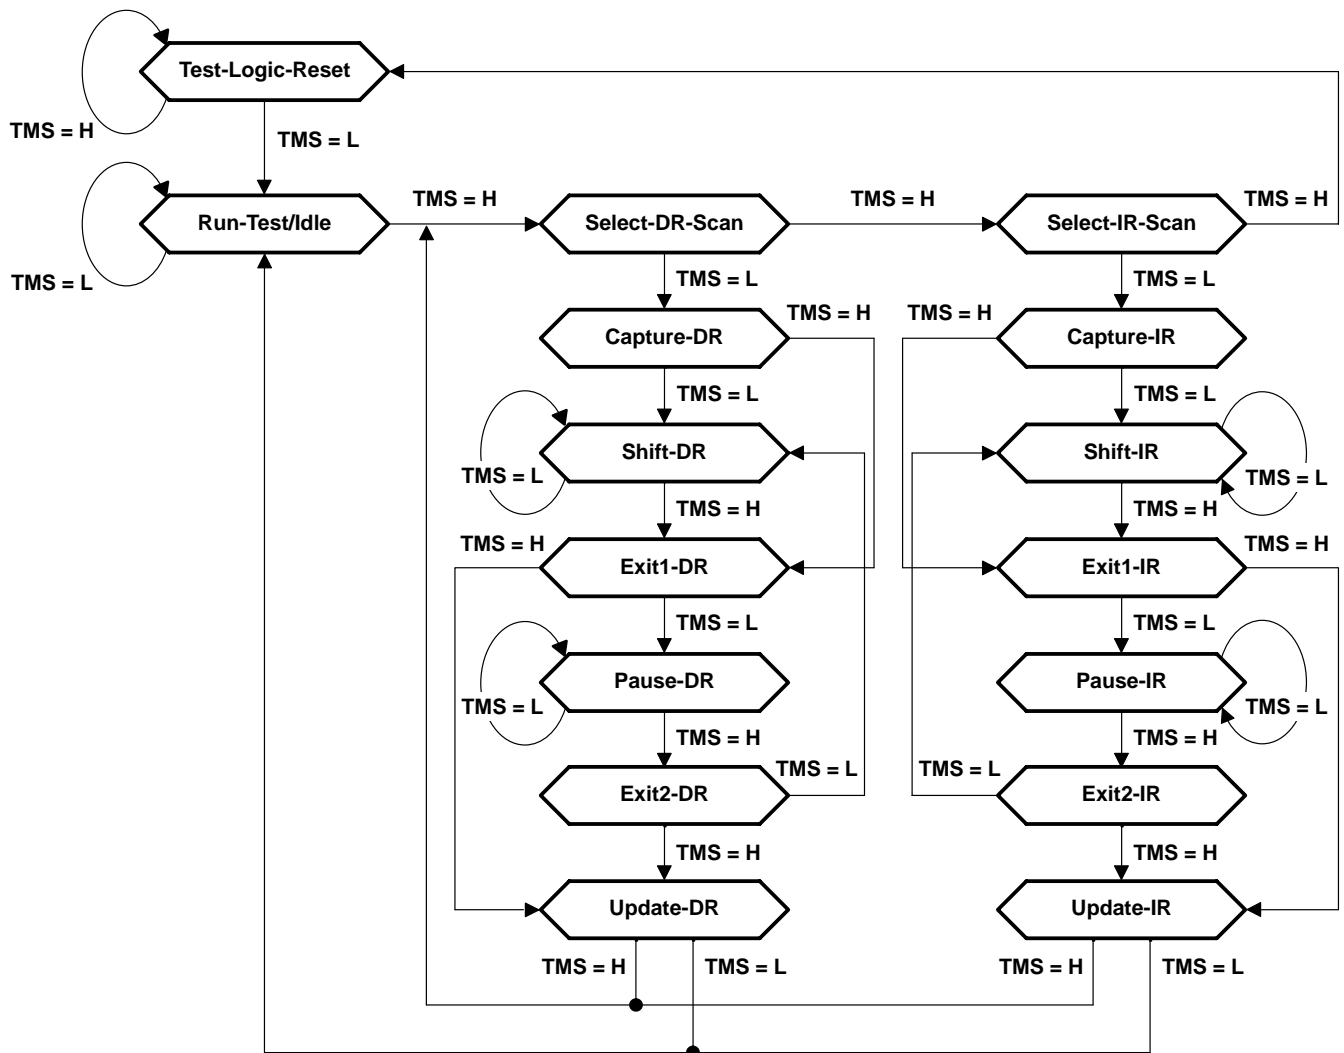 Test-Logic-Reset
TMS = H
TMS = L
Run-Test/Idle
TMS = H
Select-DR-Scan
TMS = H
Select-IR-Scan
TMS = H
TMS = L
TMS = L
TMS = L
TMS = H
TMS = H
Capture-DR
Capture-IR
TMS = L
TMS = L
Shift-DR
Shift-IR
TMS = L
TMS = L
TMS = H
TMS = H
TMS = H
Exit1-DR
Exit1-IR
TMS = H
TMS = L
TMS = L
Pause-DR
Pause-IR
TMS = L
TMS = L
TMS = H
TMS = H
Exit2-DR
TMS = L
TMS = L
Exit2-IR
TMS = H
TMS = H
Update-DR
Update-IR
TMS = H
TMS = L
TMS = H
TMS = L